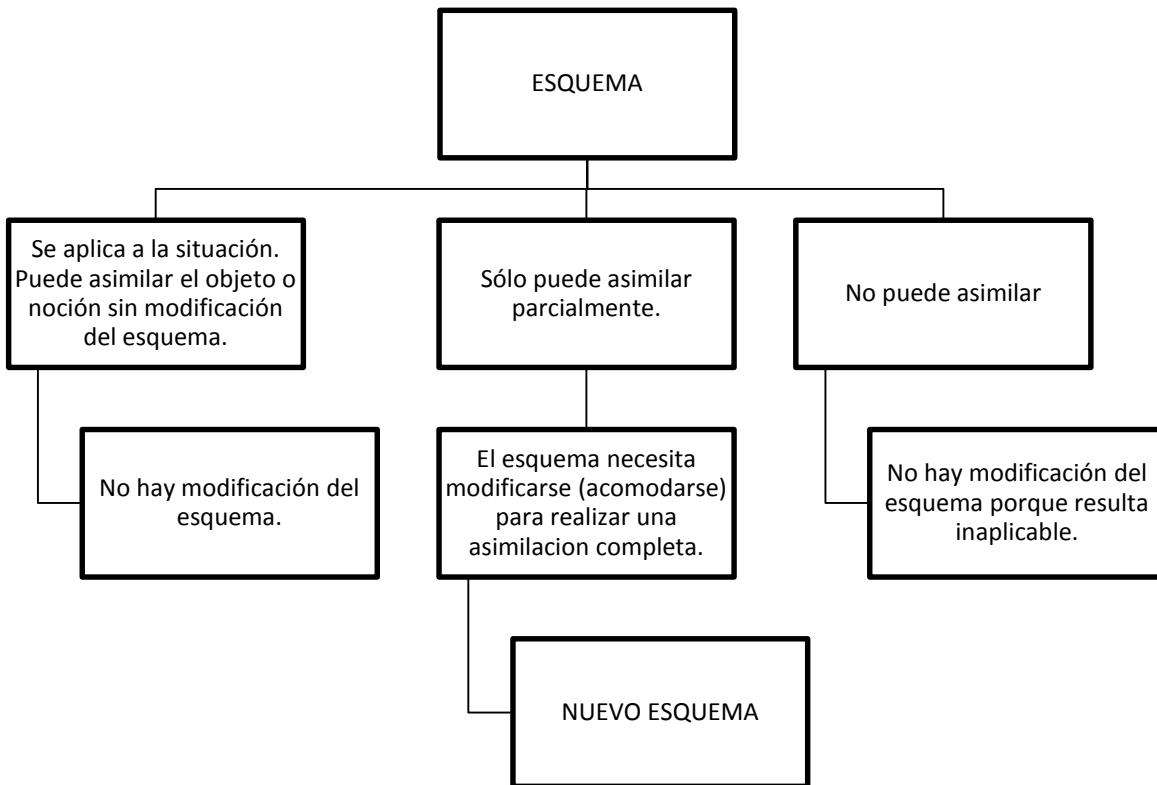 ESQUEMA
Se aplica a la situación.
Puede asimilar el objeto o
noción sin modificación
del esquema.
Sólo puede asimilar
parcialmente.
No puede asimilar
No hay modificación del
esquema.
El esquema necesita
modificarse (acomodarse)
para realizar una
asimilacion completa.
No hay modificación del
esquema porque resulta
inaplicable.
NUEVO ESQUEMA